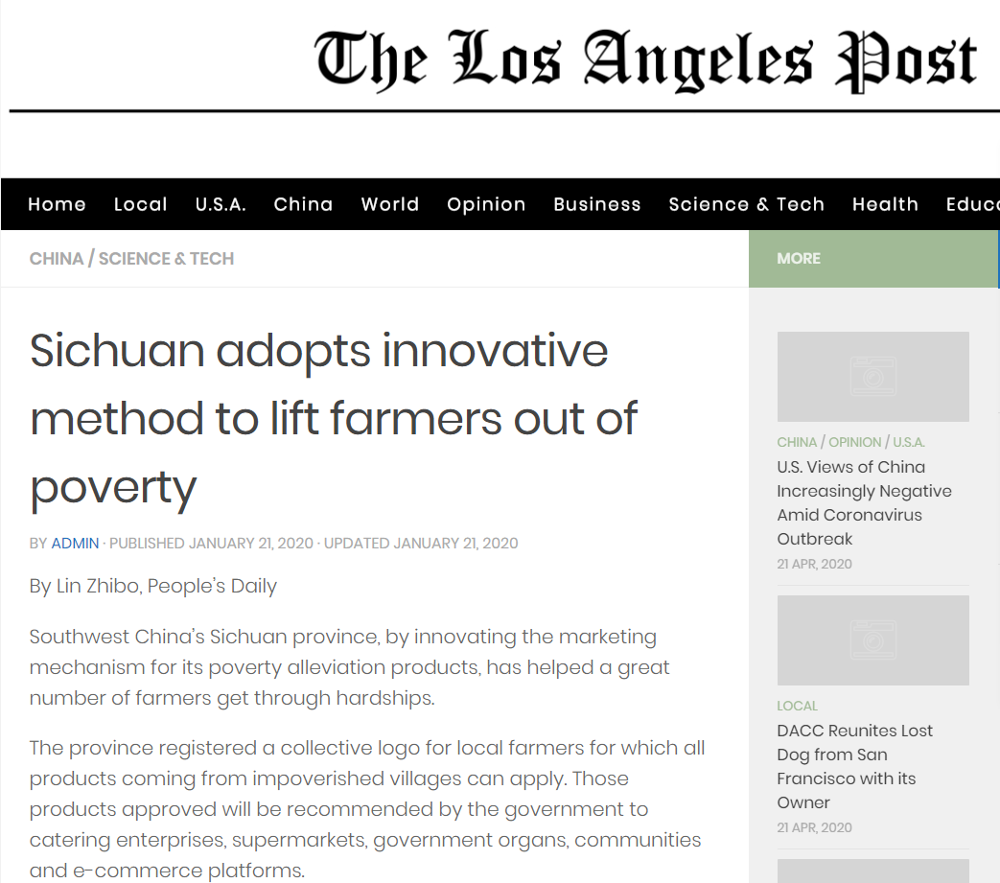 The Los Angeles Post
Home Local U.S.A. China World Opinion Business Science & Tech Health
CHINA / SCIENCE & TECH
Sichuan adopts innovative
method to lift farmers out of
poverty
BY ADMIN · PUBLISHED JANUARY 21, 2020 · UPDATED JANUARY 21, 2020
By Lin Zhibo, People’s Daily
Southwest China’s Sichuan province, by innovating the marketing
mechanism for its poverty alleviation products, has helped a great
number of farmers get through hardships.
The province registered a collective logo for local farmers for which all
products coming from impoverished villages can apply. Those
products approved will be recommended by the government to
catering enterprises, supermarkets, government organs, communities
and e-commerce platforms.
MORE
CHINA / OPINION / U.S.A.
U.S. Views of China
Increasingly Negative
Amid Coronavirus
Outbreak
21 APR, 2020
LOCAL
DACC Reunites Lost
Dog from San
Francisco with its
Owner
21 APR, 2020